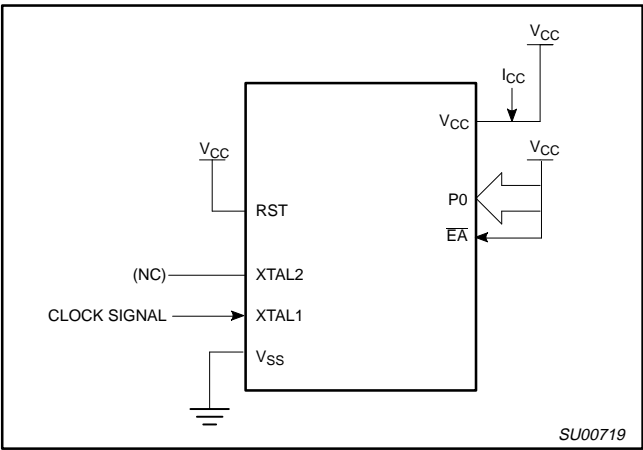 VCC
ICC
VCC
VCC
VCC
RST
P0
EA
(NC)
XTAL2
CLOCK SIGNAL
XTAL1
VSS
SU00719